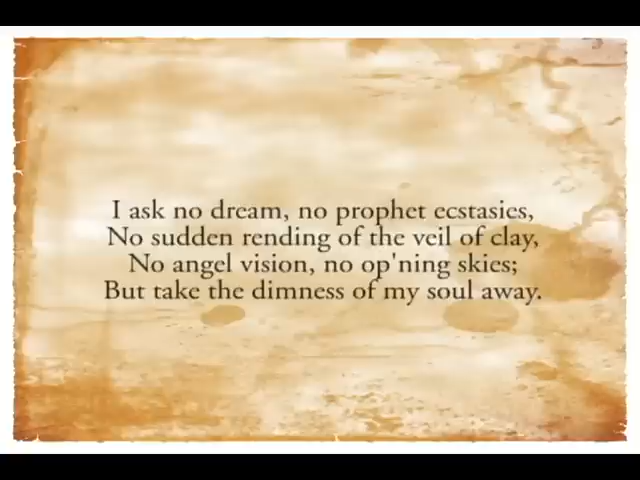 I ask no dream, no prophet ecstasies,
No sudden rending of the veil of clay,
No angel vision, no op'ning skies;
But take the dimness of my soul away.